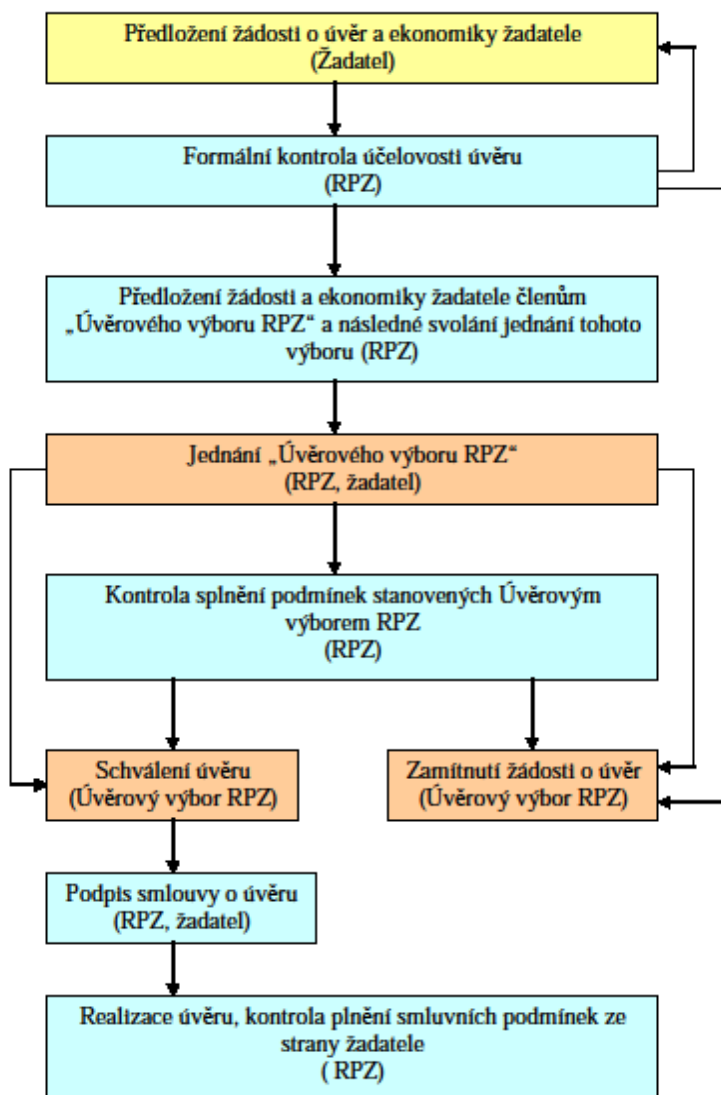 Předložení žádosti o úvěr a ekonomiky žadatele
(Žadatel)
Formální kontrola účelovosti úvěru
(RPZ)
Předložení žádosti a ekonomiky žadatele členům
„Úvěrového výboru RPZ“ a následné svolání jednání tohoto
výboru (RPZ)
Jednání „Úvěrového výboru RPZ“
(RPZ, žadatel)
Kontrola splnění podmínek stanovených Úvěrovým
výborem RPZ
(RPZ)
Schválení úvěru
(Úvěrový výbor RPZ)
Zamítnutí žádosti o úvěr
(Úvěrový výbor RPZ)
Podpis smlouvy o úvěru
(RPZ, žadatel)
Realizace úvěru, kontrola plnění smluvních podmínek ze
strany žadatele
( RPZ)